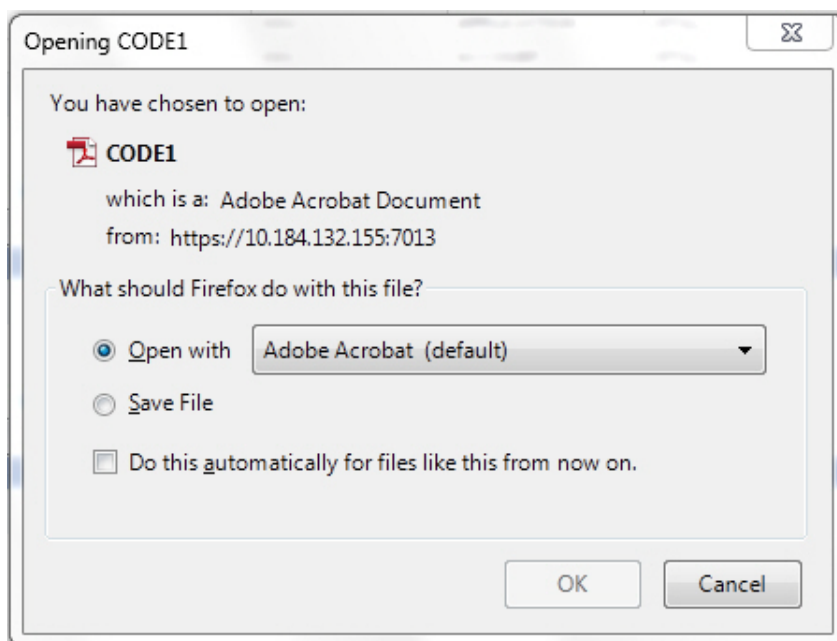 Opening CODE1
You have chosen to open:
CODE1
which is a: Adobe Acrobat Document
from: https://10.184.132.155:7013
What should Firefox do with this file?
Open with Adobe Acrobat (default)
Save File
Do this automatically for files like this from now on.
OK Cancel